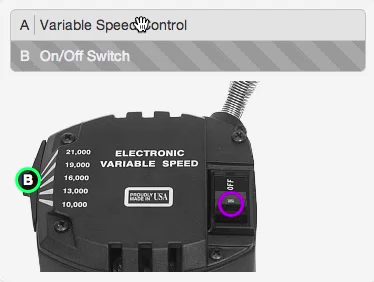 A Variable Speed Control
B On/Off Switch
21,000
19,000
16,000
13,000
10,000
ELECTRONIC
VARIABLE SPEED
PROUDLY
MADE IN USA
OFF
B